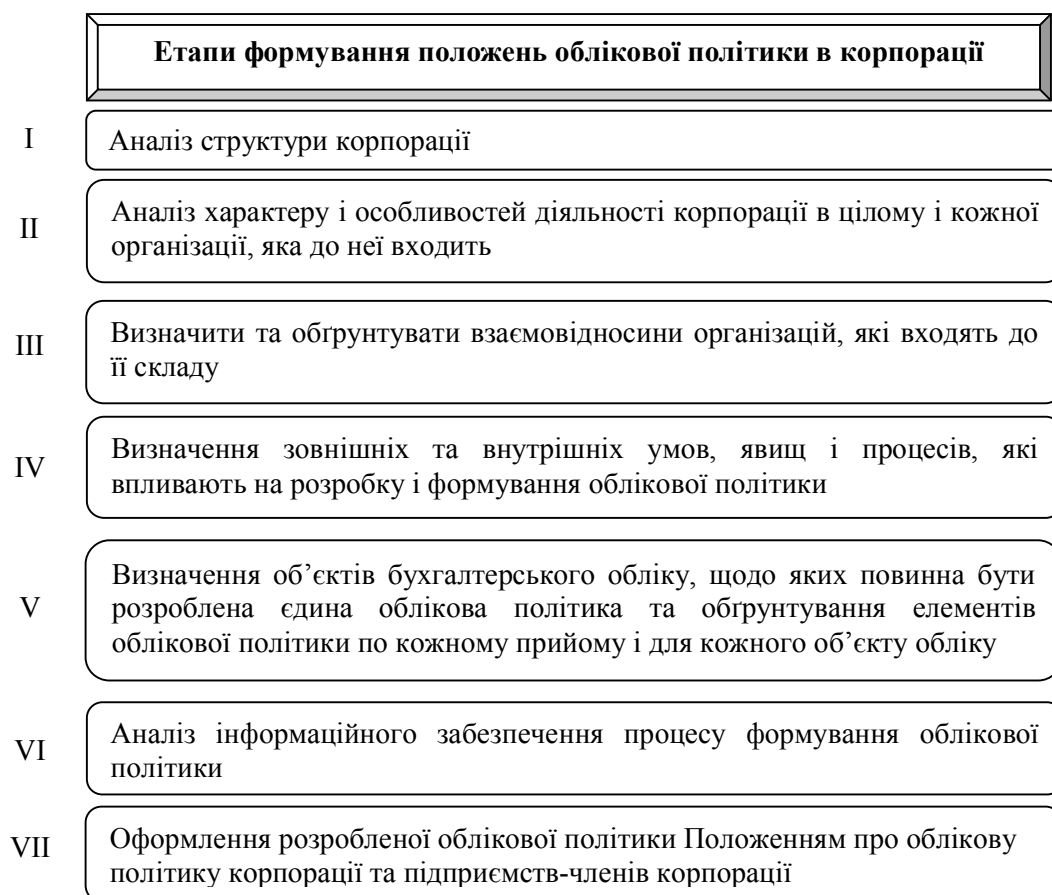 Етапи формування положень облікової політики в корпорації
I
Аналіз структури корпорації
II
Аналіз характеру і особливостей діяльності корпорації в цілому і кожної
організації, яка до неї входить
III
Визначити та обґрунтувати взаємовідносини організацій, які входять до
її складу
IV
Визначення зовнішніх та внутрішніх умов, явищ і процесів, які
впливають на розробку і формування облікової політики
V
Визначення об’єктів бухгалтерського обліку, щодо яких повинна бути
розроблена єдина облікова політика та обґрунтування елементів
облікової політики по кожному прийому і для кожного об’єкту обліку
VI
Аналіз інформаційного забезпечення процесу формування облікової
політики
VII
Оформлення розробленої облікової політики Положенням про облікову
політику корпорації та підприємств-членів корпорації